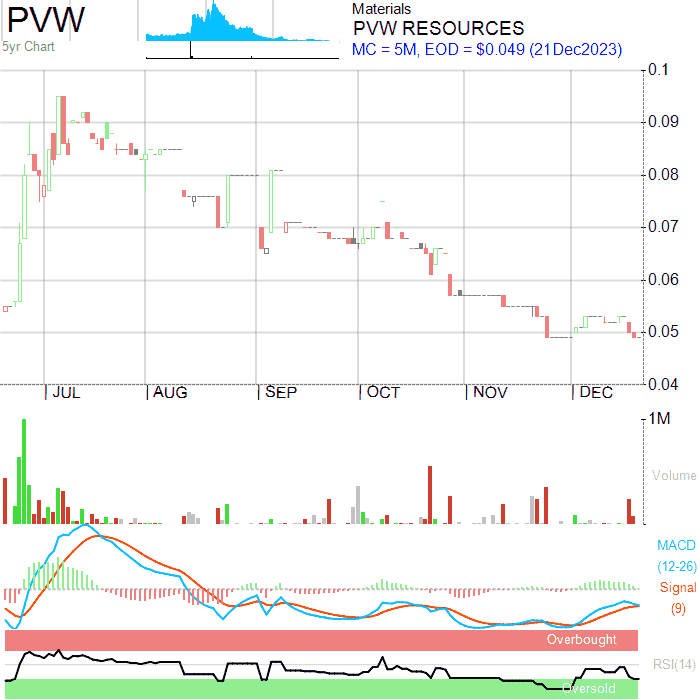 PVW
5yr Chart
Materials
PVW RESOURCES
MC = 5M, EOD = $0.049 (21Dec2023)
0.1
0.09
0.08
0.07
0.06
0.05
0.04
JUL AUG SEP OCT NOV DEC
1M
Volume
MACD
(12-26)
Signal
(9)
Overbought
RSI(14)
Oversold